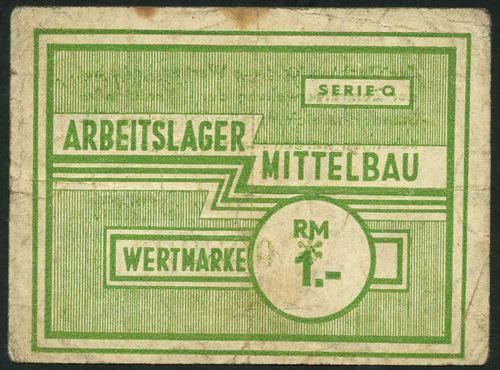 SERIE·Q
ARBEITSLAGER
MITTELBAU
RM
WERTMARKE 1.-